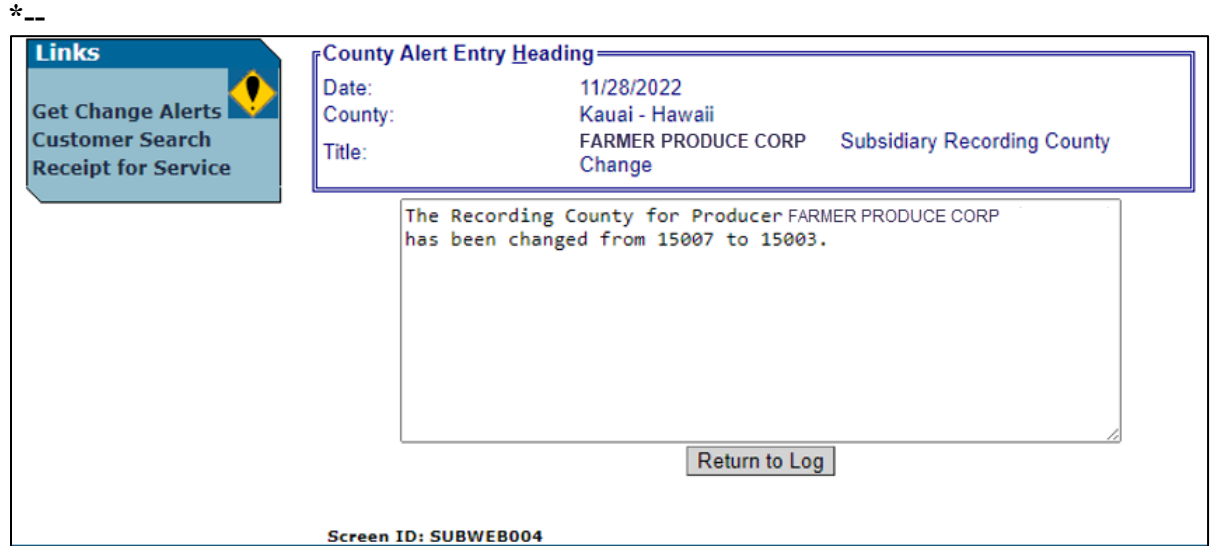 *--
Links
Get Change Alerts
Customer Search
Receipt for Service
County Alert Entry Heading
Date: 11/28/2022
County: Kauai - Hawaii
Title: FARMER PRODUCE CORP Subsidiary Recording County
Change
The Recording County for Producer FARMER PRODUCE CORP
has been changed from 15007 to 15003.
Return to Log
Screen ID: SUBWEB004